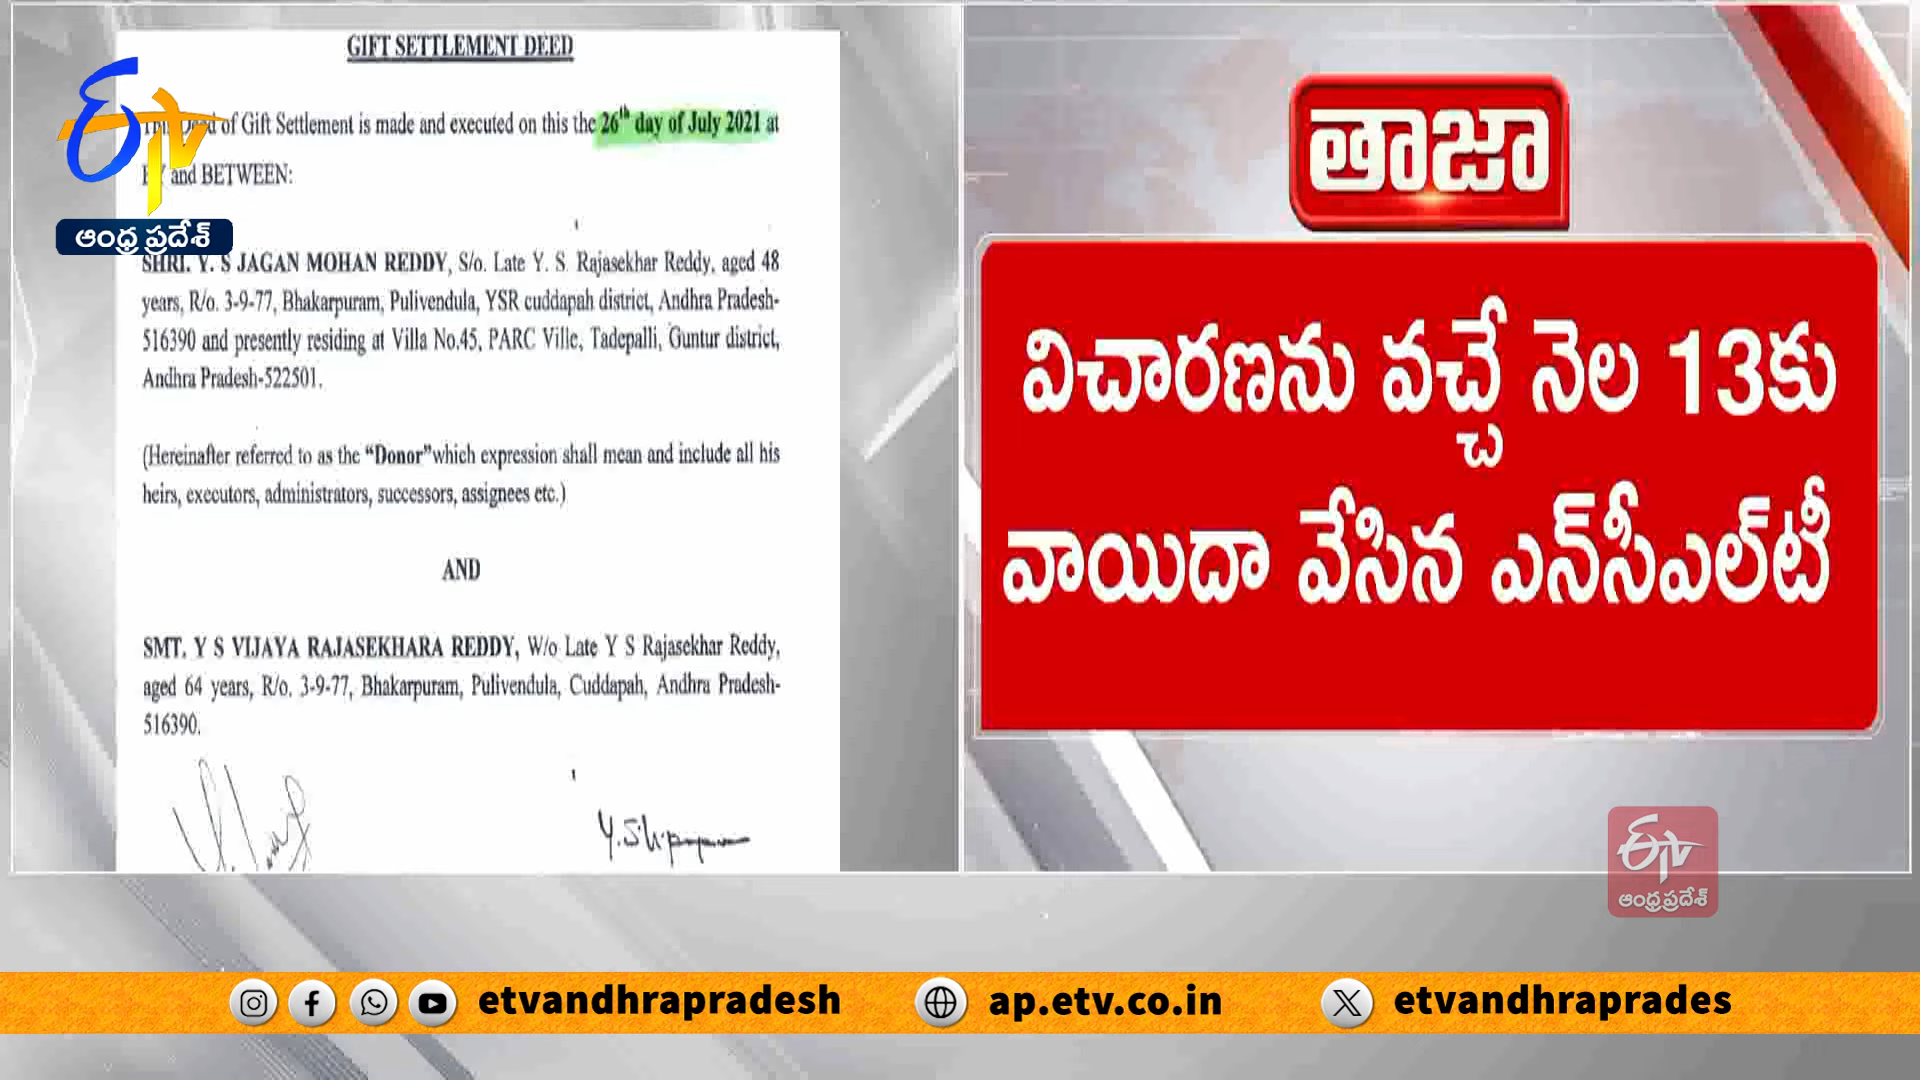 GIFT SETTLEMENT DEED
This Deed of Gift Settlement is made and executed on this the 26th day of July 2021 at
BY and BETWEEN:
SHRI. Y. S JAGAN MOHAN REDDY, S/o. Late Y. S. Rajasekhar Reddy, aged 48
years, R/o. 3-9-77, Bhakarpuram, Pulivendula, YSR cuddapah district, Andhra Pradesh-
516390 and presently residing at Villa No.45, PARC Ville, Tadepalli, Guntur district,
Andhra Pradesh-522501.
(Hereinafter referred to as the “Donor”which expression shall mean and include all his
heirs, executors, administrators, successors, assignees etc.)
AND
SMT. Y S VIJAYA RAJASEKHARA REDDY, W/o Late Y S Rajasekhar Reddy,
aged 64 years, R/o. 3-9-77, Bhakarpuram, Pulivendula, Cuddapah, Andhra Pradesh-
516390.
ETV
ఆంధ్ర ప్రదేశ్
తాజా
విచారణను వచ్చే నెల 13కు
వాయిదా వేసిన ఎన్‌సీఎల్‌టీ
ETV
ఆంధ్రప్రదేశ్
etvandhrapradesh
ap.etv.co.in
etvandhraprades